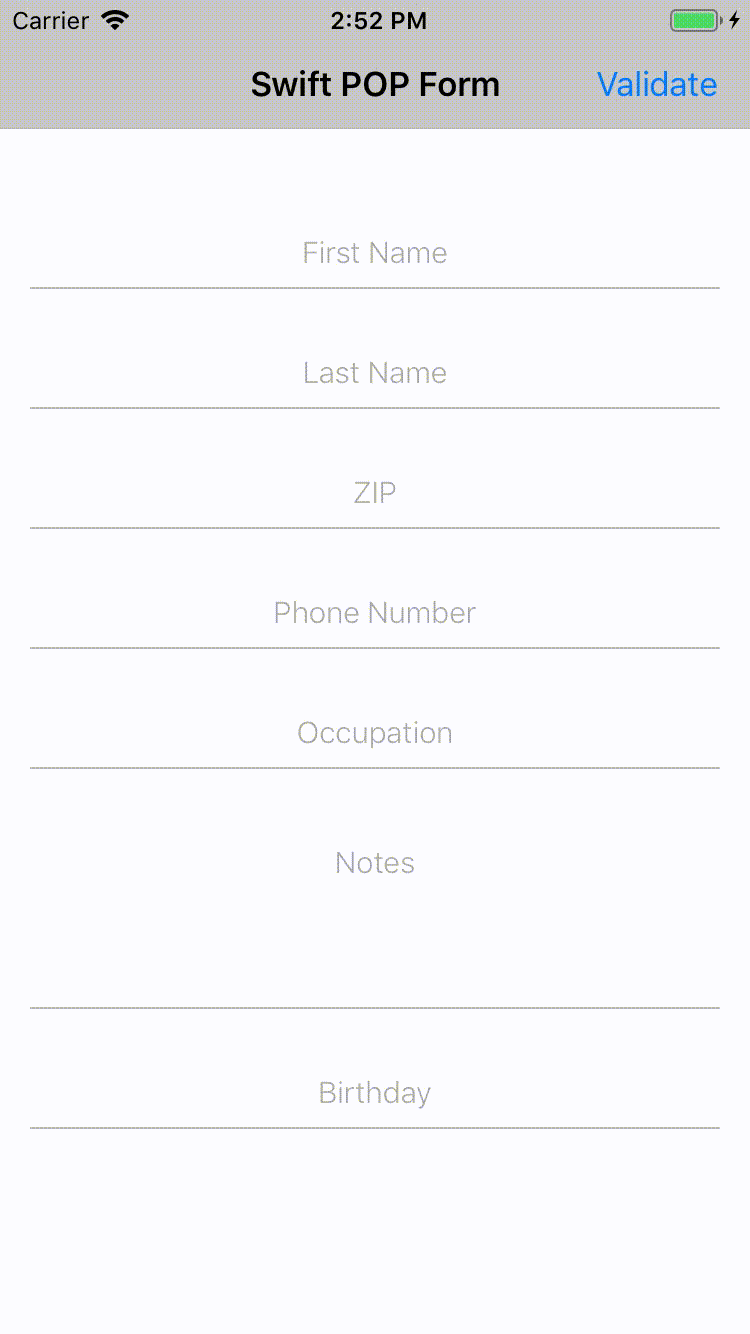 Carrier 2:52 PM
Swift POP Form Validate
First Name
Last Name
ZIP
Phone Number
Occupation
Notes
Birthday